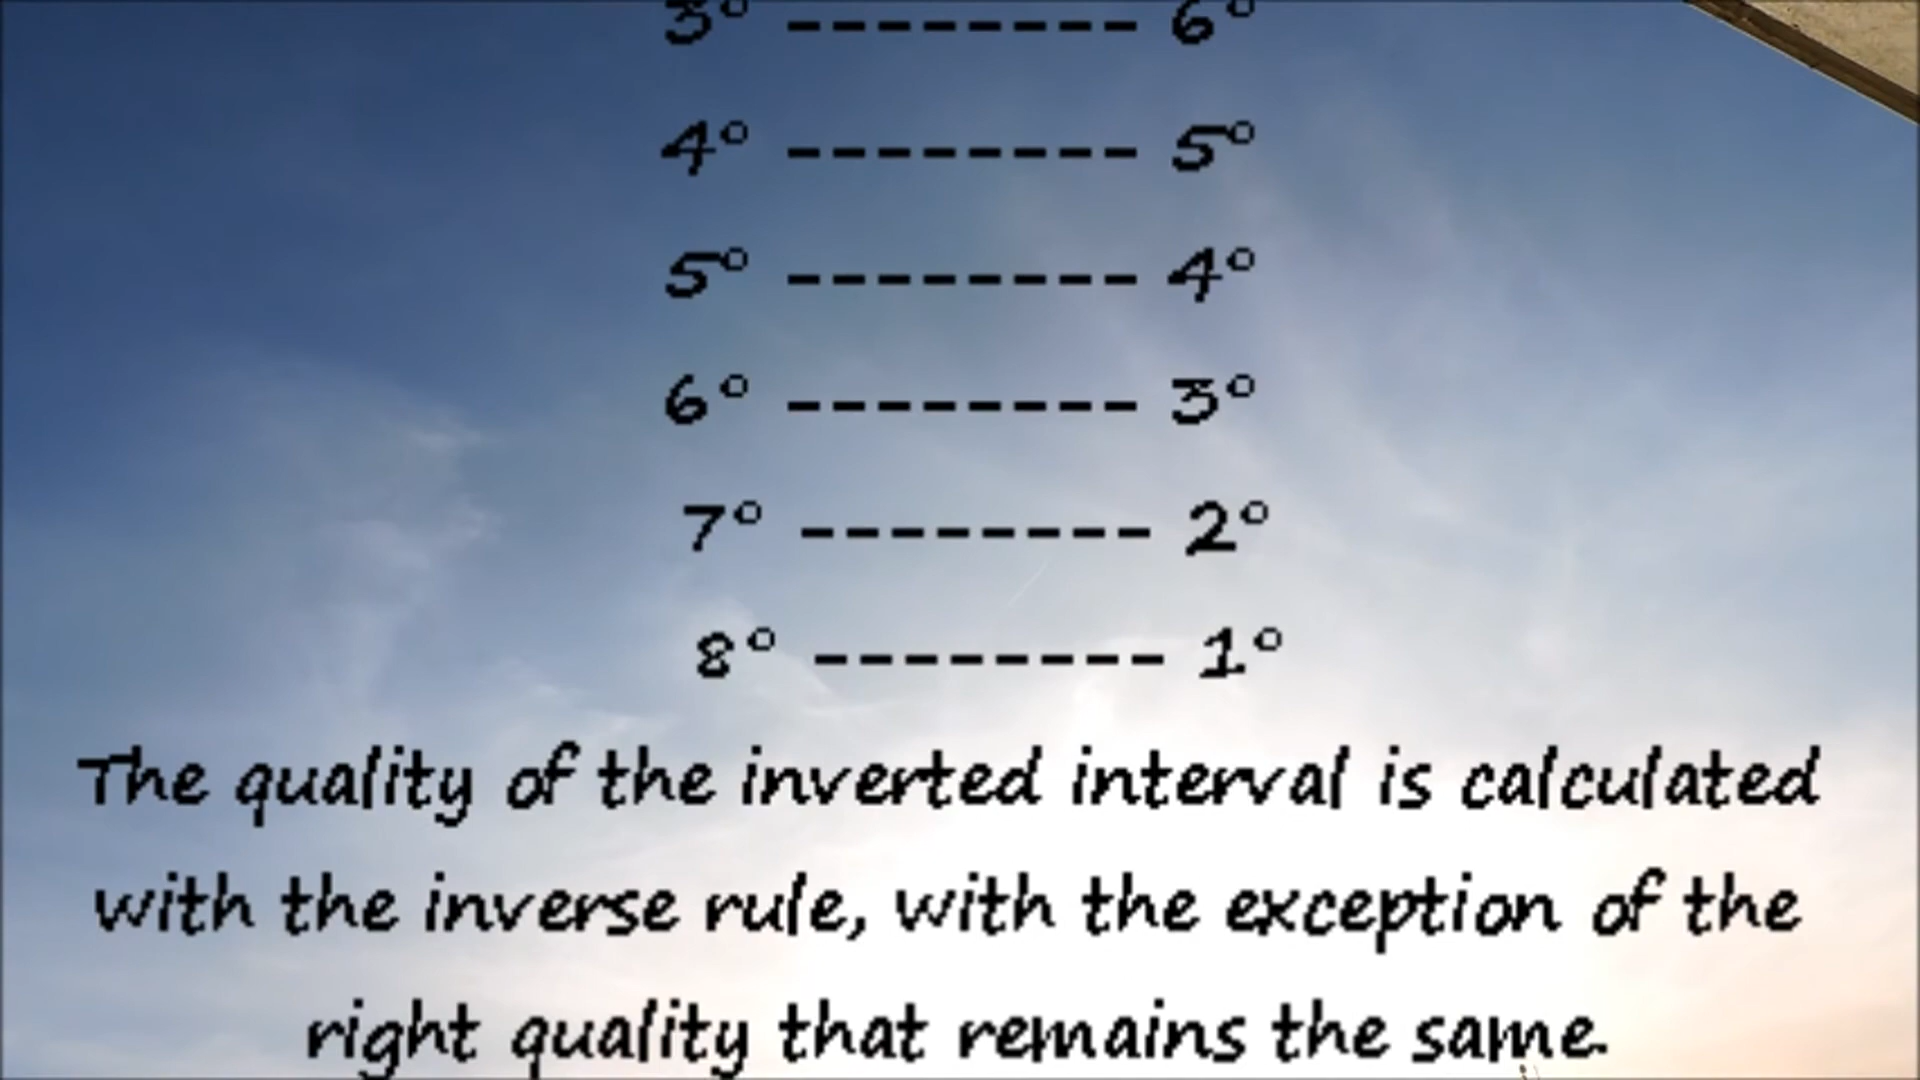 3° -------- 6°
4° -------- 5°
5° -------- 4°
6° -------- 3°
7° -------- 2°
8° -------- 1°
The quality of the inverted interval is calculated
with the inverse rule, with the exception of the
right quality that remains the same.